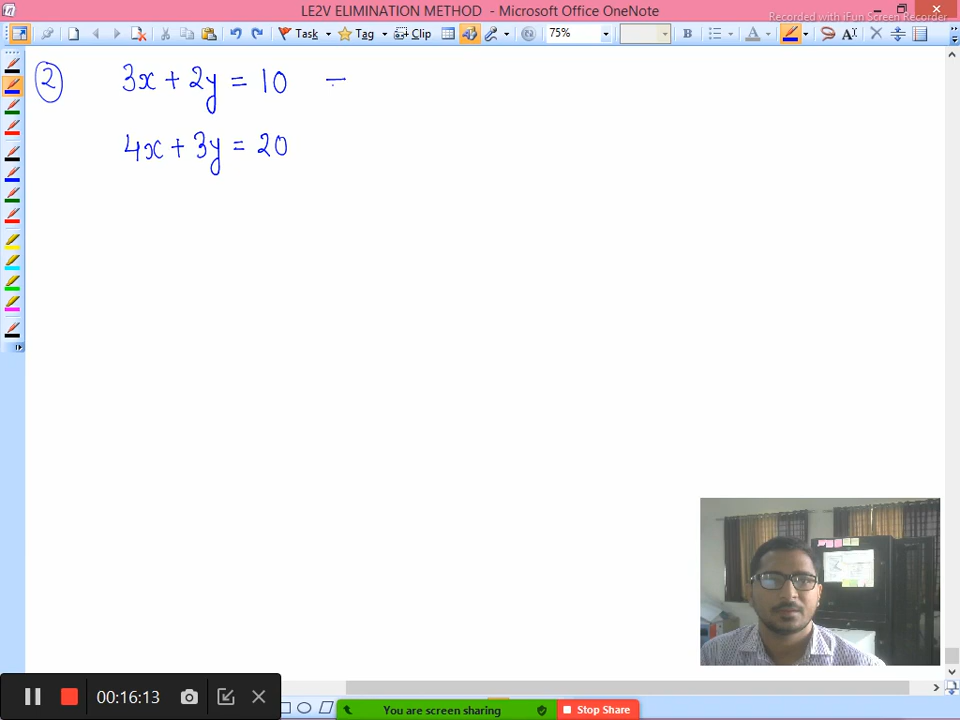 LE2V ELIMINATION METHOD - Microsoft Office OneNote
Recorded with iFun Screen Recorder
Task Tag Clip 75% B A A
② 3x + 2y = 10 —
4x + 3y = 20
00:16:13
You are screen sharing Stop Share